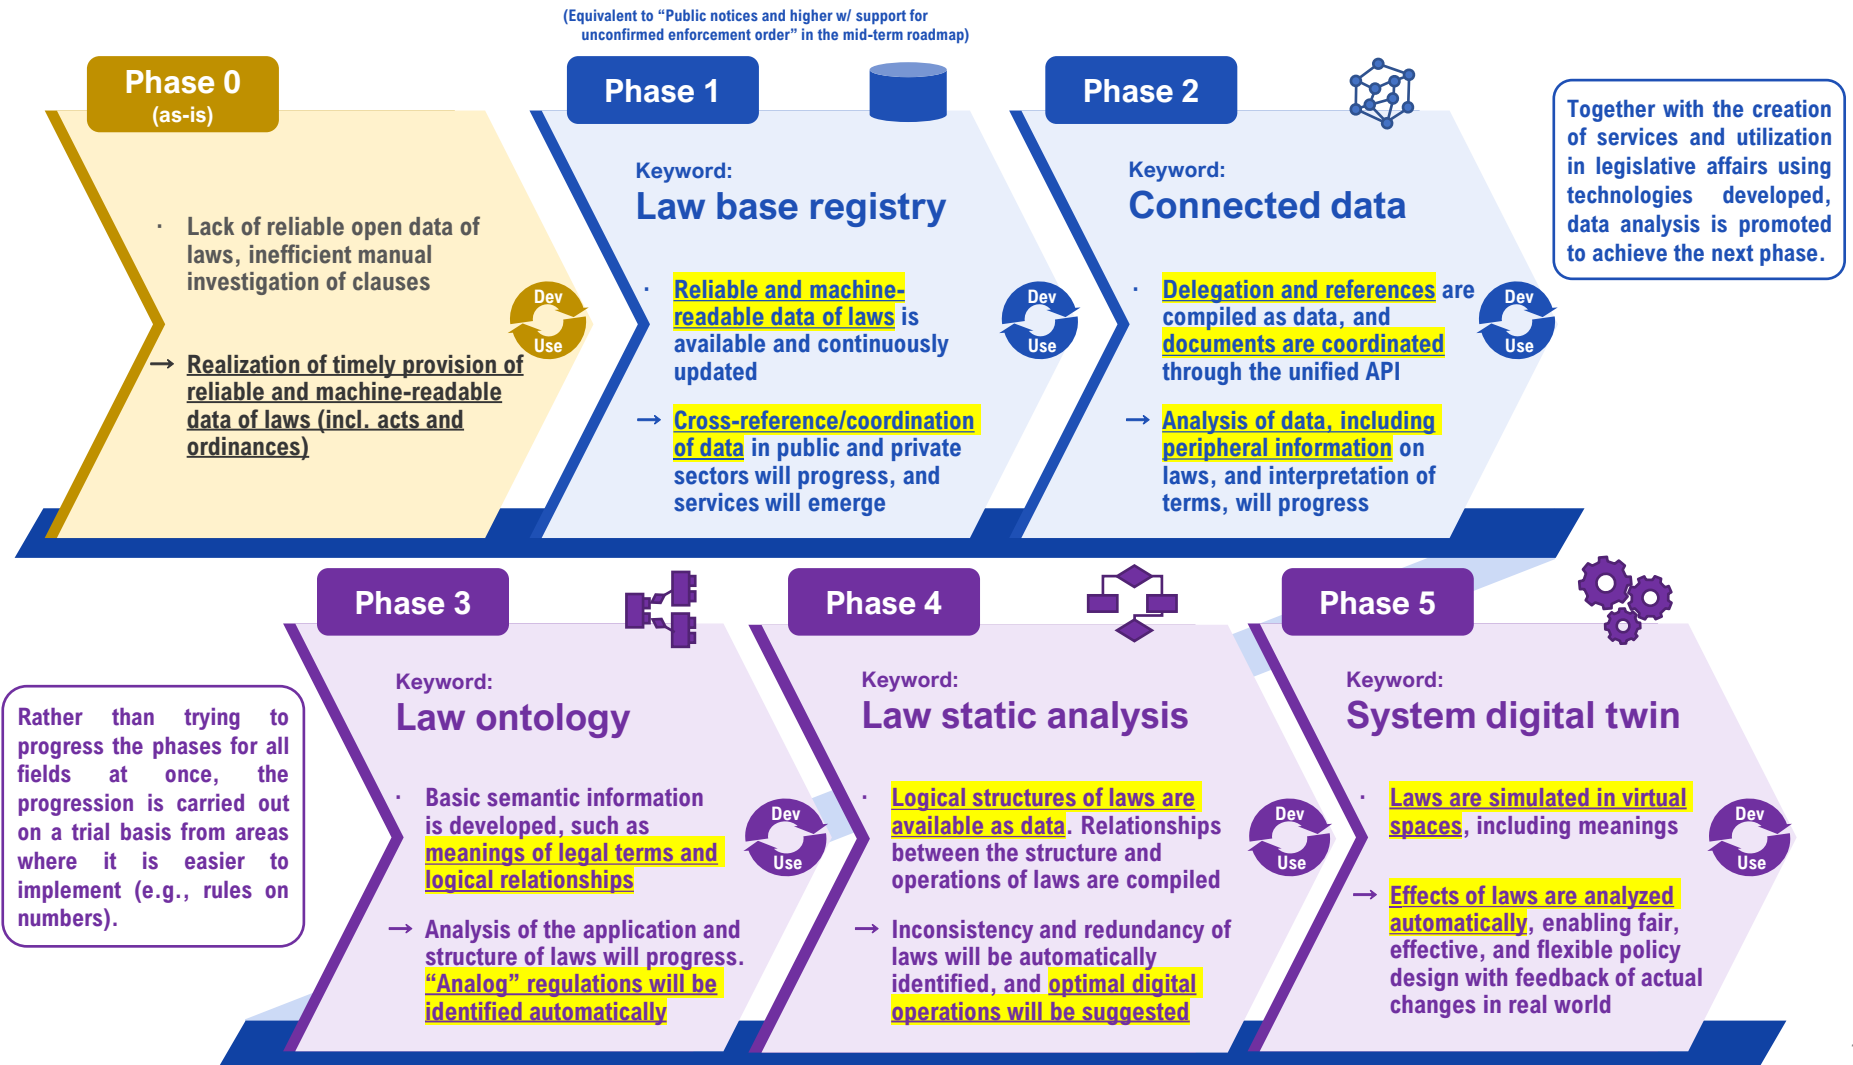 (Equivalent to “Public notices and higher w/ support for
unconfirmed enforcement order” in the mid-term roadmap)
Phase 0
(as-is)
· Lack of reliable open data of
laws, inefficient manual
investigation of clauses
→ Realization of timely provision of
reliable and machine-readable
data of laws (incl. acts and
ordinances)
Dev
Use
Phase 1
Keyword:
Law base registry
· Reliable and machine-
readable data of laws is
available and continuously
updated
→ Cross-reference/coordination
of data in public and private
sectors will progress, and
services will emerge
Dev
Use
Phase 2
Keyword:
Connected data
· Delegation and references are
compiled as data, and
documents are coordinated
through the unified API
→ Analysis of data, including
peripheral information on
laws, and interpretation of
terms, will progress
Dev
Use
Together with the creation
of services and utilization
in legislative affairs using
technologies developed,
data analysis is promoted
to achieve the next phase.
Rather than trying to
progress the phases for all
fields at once, the
progression is carried out
on a trial basis from areas
where it is easier to
implement (e.g., rules on
numbers).
Phase 3
Keyword:
Law ontology
· Basic semantic information
is developed, such as
meanings of legal terms and
logical relationships
→ Analysis of the application and
structure of laws will progress.
“Analog” regulations will be
identified automatically
Dev
Use
Phase 4
Keyword:
Law static analysis
· Logical structures of laws are
available as data. Relationships
between the structure and
operations of laws are compiled
→ Inconsistency and redundancy of
laws will be automatically
identified, and optimal digital
operations will be suggested
Dev
Use
Phase 5
Keyword:
System digital twin
· Laws are simulated in virtual
spaces, including meanings
→ Effects of laws are analyzed
automatically, enabling fair,
effective, and flexible policy
design with feedback of actual
changes in real world
Dev
Use